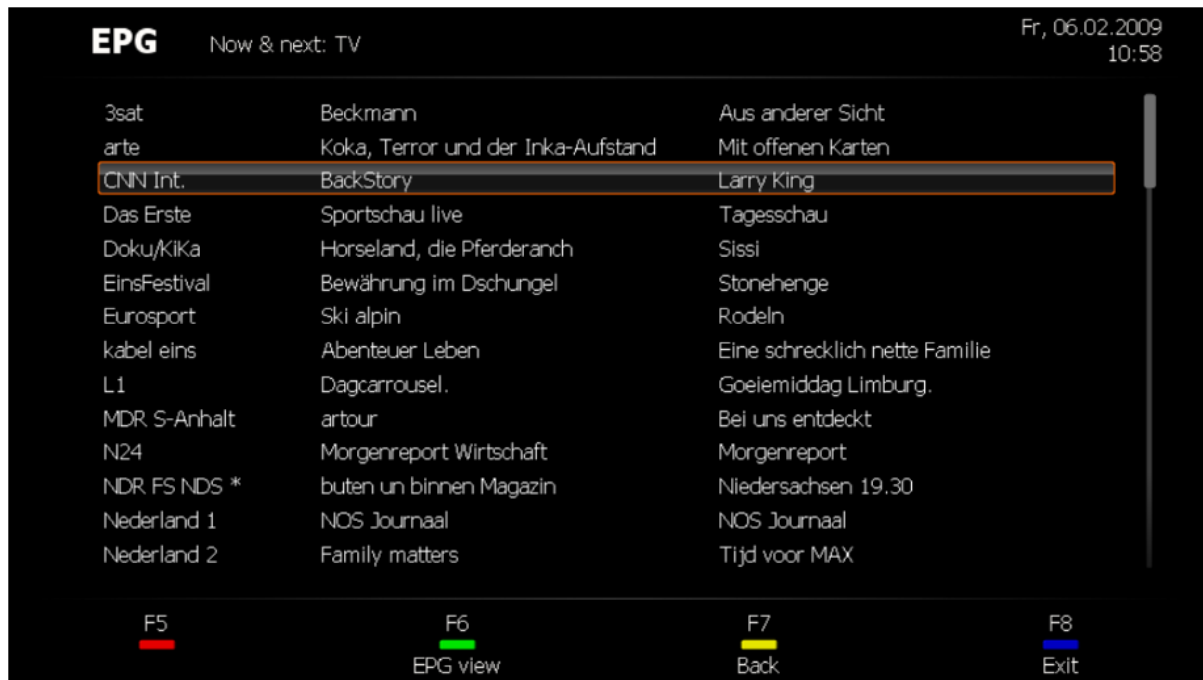 EPG Now & next: TV Fr, 06.02.2009
10:58
3sat Beckmann Aus anderer Sicht
arte Koka, Terror und der Inka-Aufstand Mit offenen Karten
CNN Int. BackStory Larry King
Das Erste Sportschau live Tagesschau
Doku/KiKa Horseland, die Pferderanch Sissi
EinsFestival Bewährung im Dschungel Stonehenge
Eurosport Ski alpin Rodeln
kabel eins Abenteuer Leben Eine schrecklich nette Familie
L1 Dagcarrousel. Goeiemiddag Limburg.
MDR S-Anhalt artour Bei uns entdeckt
N24 Morgenreport Wirtschaft Morgenreport
NDR FS NDS * buten un binnen Magazin Niedersachsen 19.30
Nederland 1 NOS Journaal NOS Journaal
Nederland 2 Family matters Tijd voor MAX
F5 F6 F7 F8
EPG view Back Exit